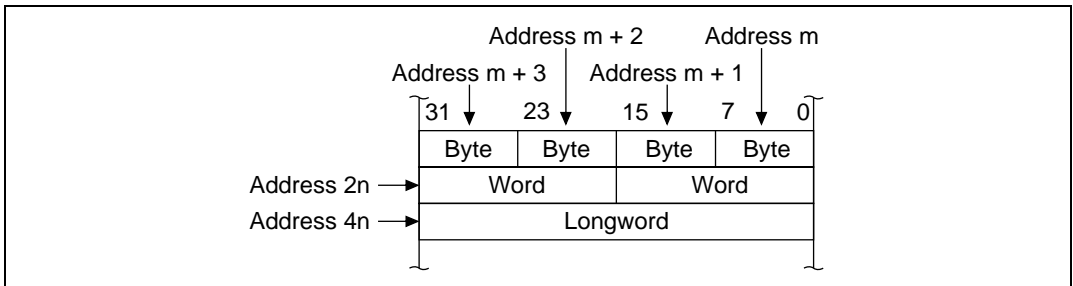 Address m + 2 Address m
Address m + 3 Address m + 1
31 23 15 7 0
Byte Byte Byte Byte
Address 2n Word Word
Address 4n Longword